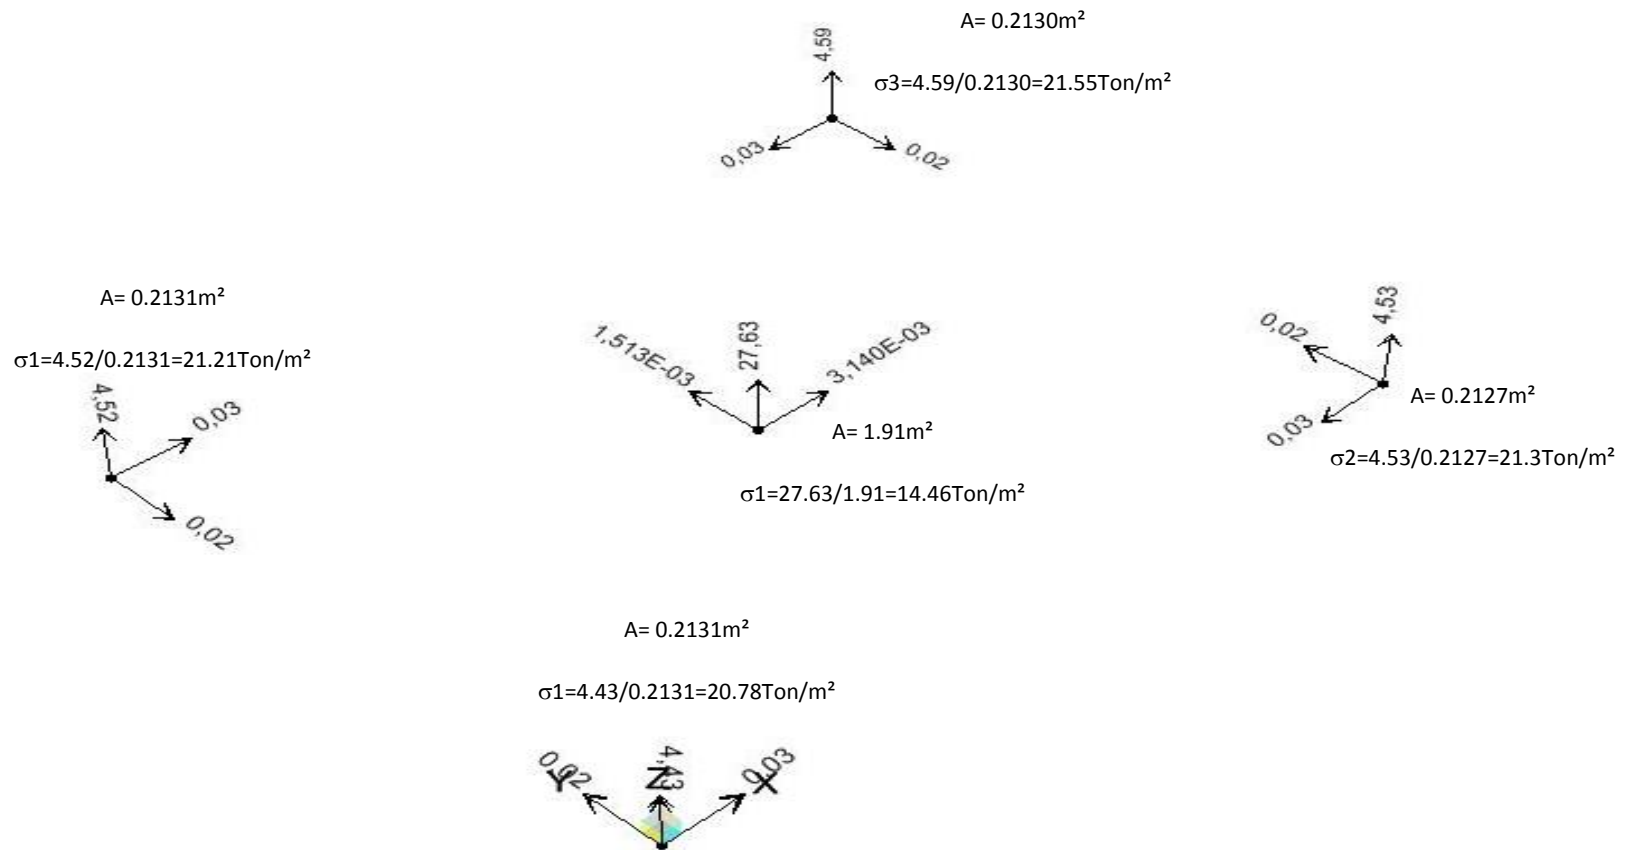 A= 0.2130m²
4,59
σ3=4.59/0.2130=21.55Ton/m²
0,03
0,02
A= 0.2131m²
σ1=4.52/0.2131=21.21Ton/m²
4,52
0,03
0,02
1,513E-03
27,63
3,140E-03
A= 1.91m²
σ1=27.63/1.91=14.46Ton/m²
0,02
4,53
0,03
A= 0.2127m²
σ2=4.53/0.2127=21.3Ton/m²
A= 0.2131m²
σ1=4.43/0.2131=20.78Ton/m²
0,02
4,43
0,03
Y
Z
X